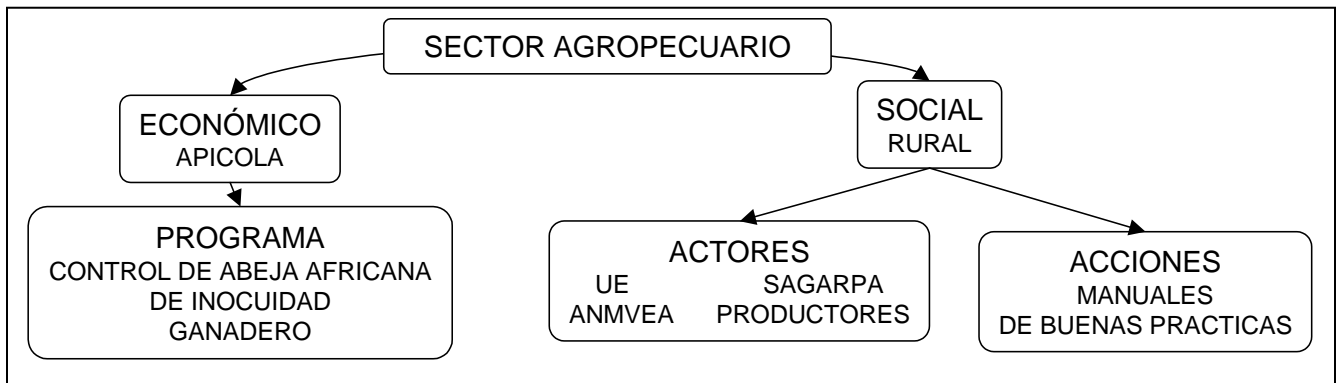 SECTOR AGROPECUARIO
ECONÓMICO
APICOLA
SOCIAL
RURAL
PROGRAMA
CONTROL DE ABEJA AFRICANA
DE INOCUIDAD
GANADERO
ACTORES
UE SAGARPA
ANMVEA PRODUCTORES
ACCIONES
MANUALES
DE BUENAS PRACTICAS